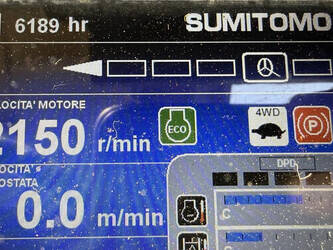 6189 hr SUMITOMO
LOCITA' MOTORE
2150 r/min
ECO
4WD
P
LOCITA'
OSTATA
0.0 m/min
DPD
C